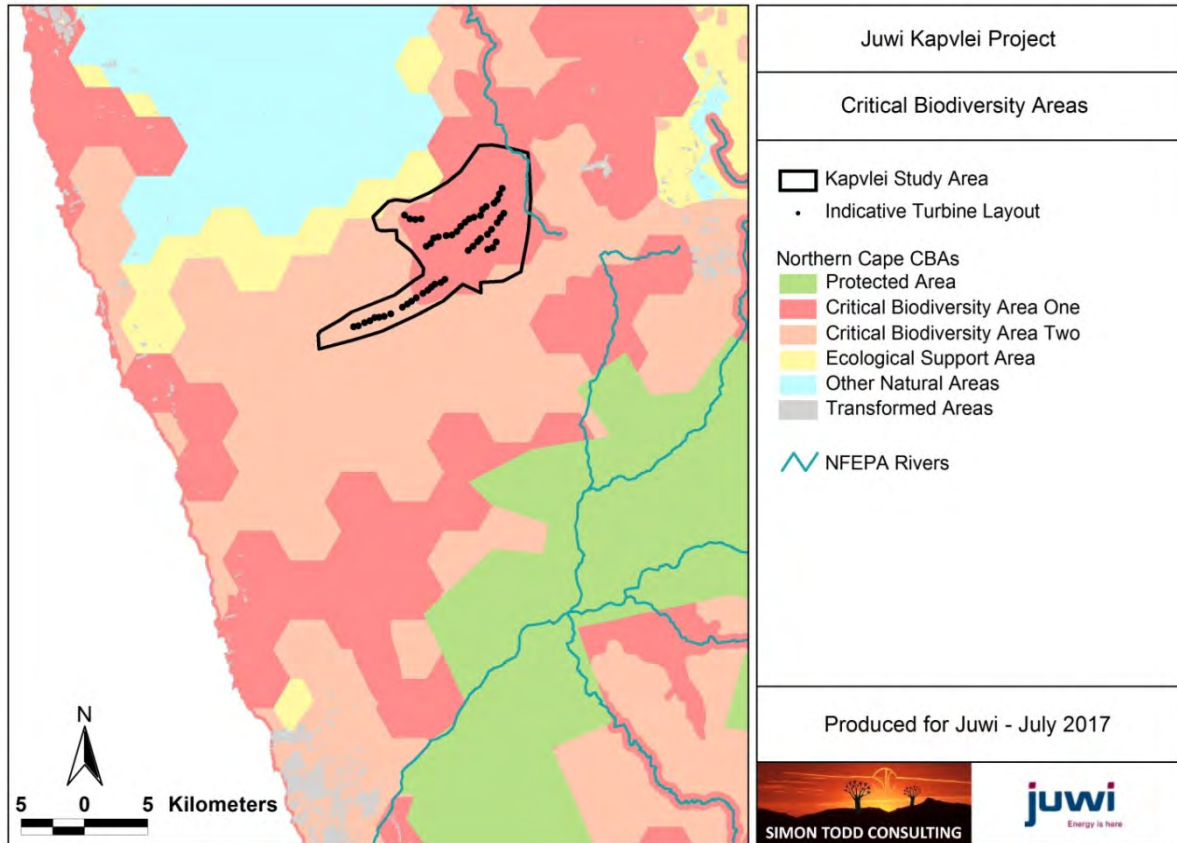 Juwi Kapvlei Project
Critical Biodiversity Areas
Kapvlei Study Area
Indicative Turbine Layout
Northern Cape CBAs
Protected Area
Critical Biodiversity Area One
Critical Biodiversity Area Two
Ecological Support Area
Other Natural Areas
Transformed Areas
NFEPA Rivers
N
5 0 5 Kilometers
Produced for Juwi - July 2017
SIMON TODD CONSULTING
juwi
Energy is here